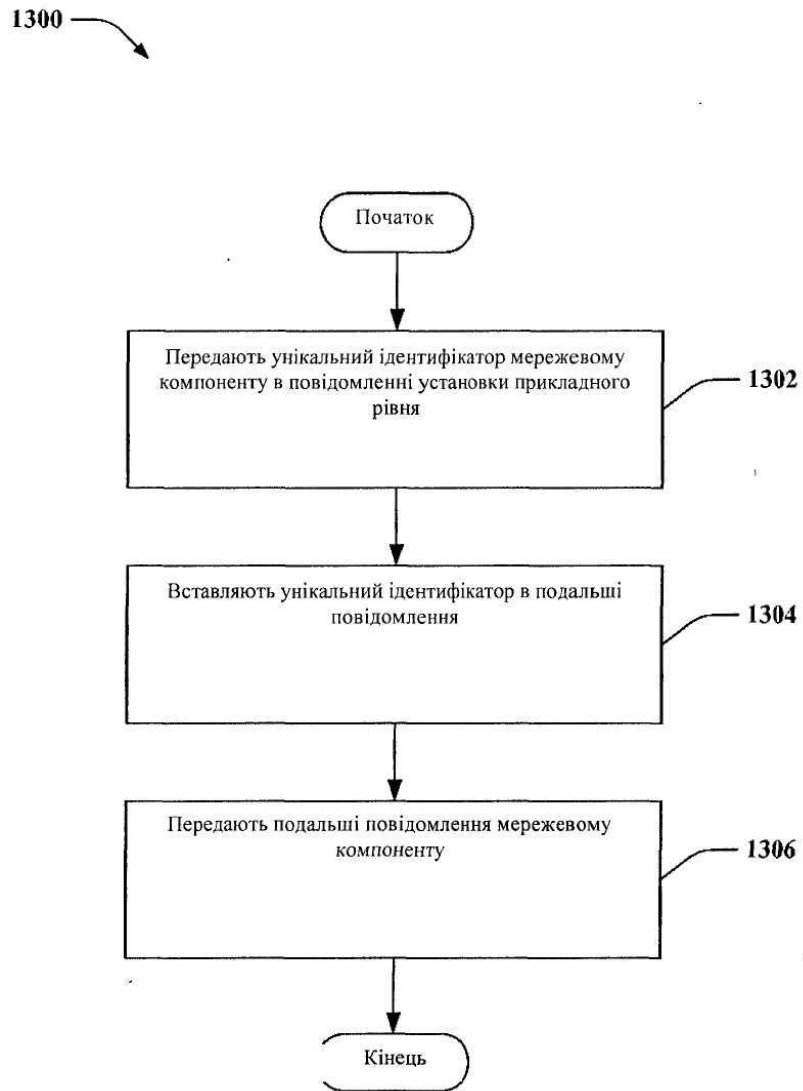 1300
Початок
Передають унікальний ідентифікатор мережевому
компоненту в повідомленні установки прикладного
рівня
1302
Вставляють унікальний ідентифікатор в подальші
повідомлення
1304
Передають подальші повідомлення мережевому
компоненту
1306
Кінець